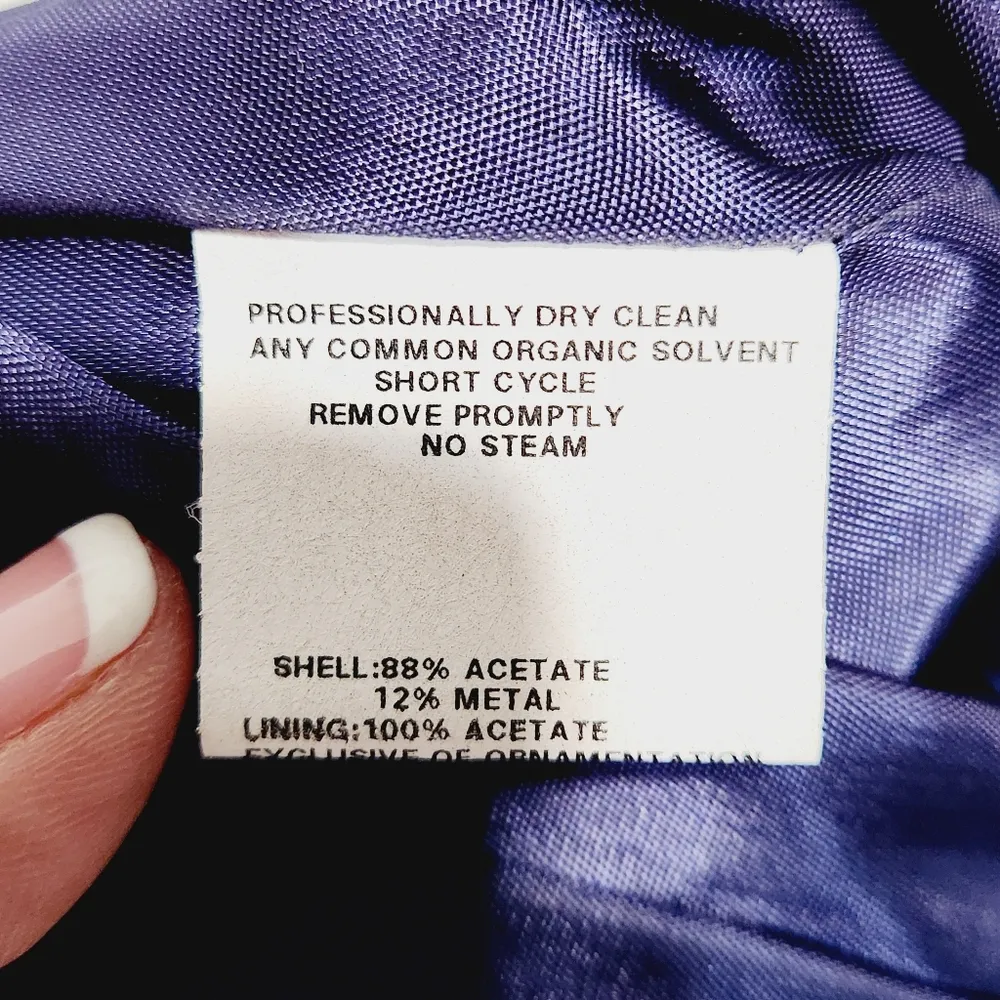 PROFESSIONALLY DRY CLEAN
ANY COMMON ORGANIC SOLVENT
SHORT CYCLE
REMOVE PROMPTLY
NO STEAM
SHELL:88% ACETATE
12% METAL
LINING:100% ACETATE
EXCLUSIVE OF ORNAMENTATION